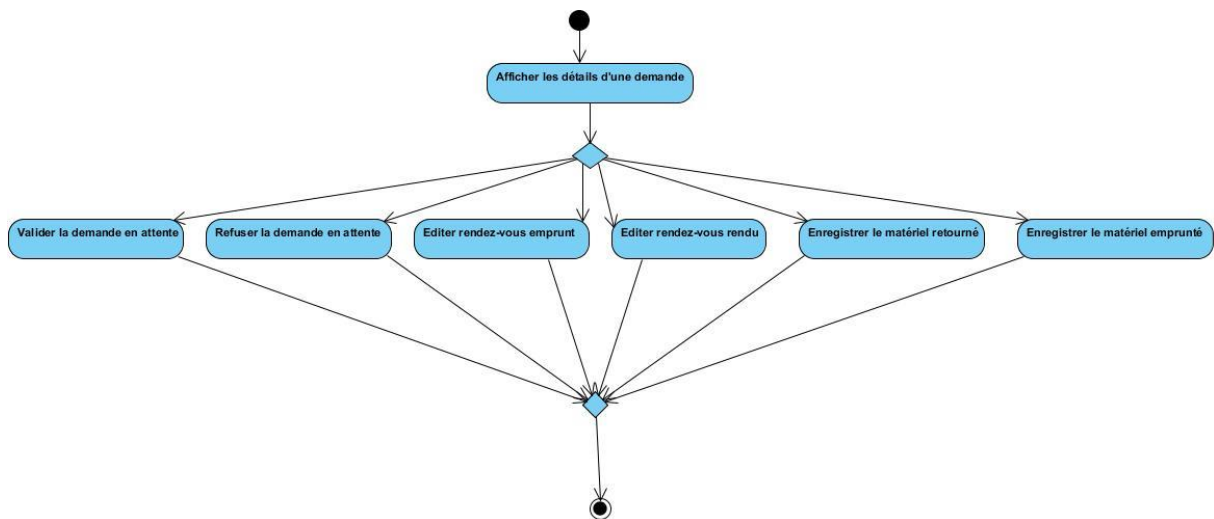 Afficher les détails d'une demande
Valider la demande en attente
Refuser la demande en attente
Editer rendez-vous emprunt
Editer rendez-vous rendu
Enregistrer le matériel retourné
Enregistrer le matériel emprunté